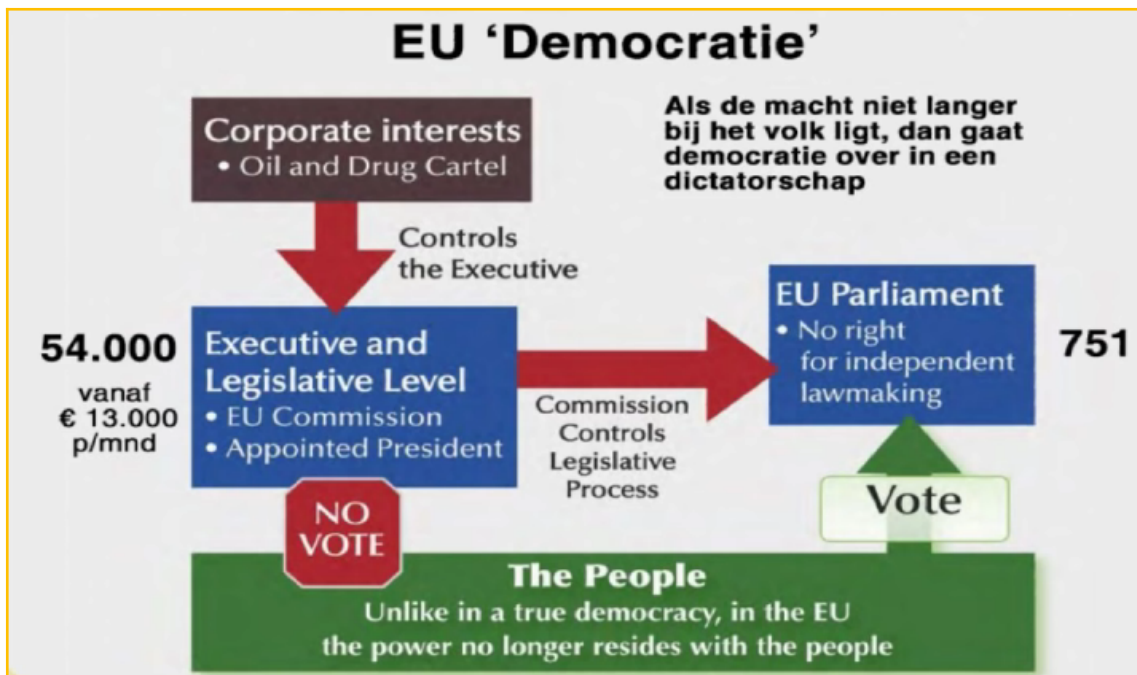 EU ‘Democratie’
Als de macht niet langer
bij het volk ligt, dan gaat
democratie over in een
dictatorschap
Corporate interests
• Oil and Drug Cartel
Controls
the Executive
54.000
vanaf
€ 13.000
p/mnd
Executive and
Legislative Level
• EU Commission
• Appointed President
Commission
Controls
Legislative
Process
EU Parliament
• No right
for independent
lawmaking
751
NO
VOTE
Vote
The People
Unlike in a true democracy, in the EU
the power no longer resides with the people